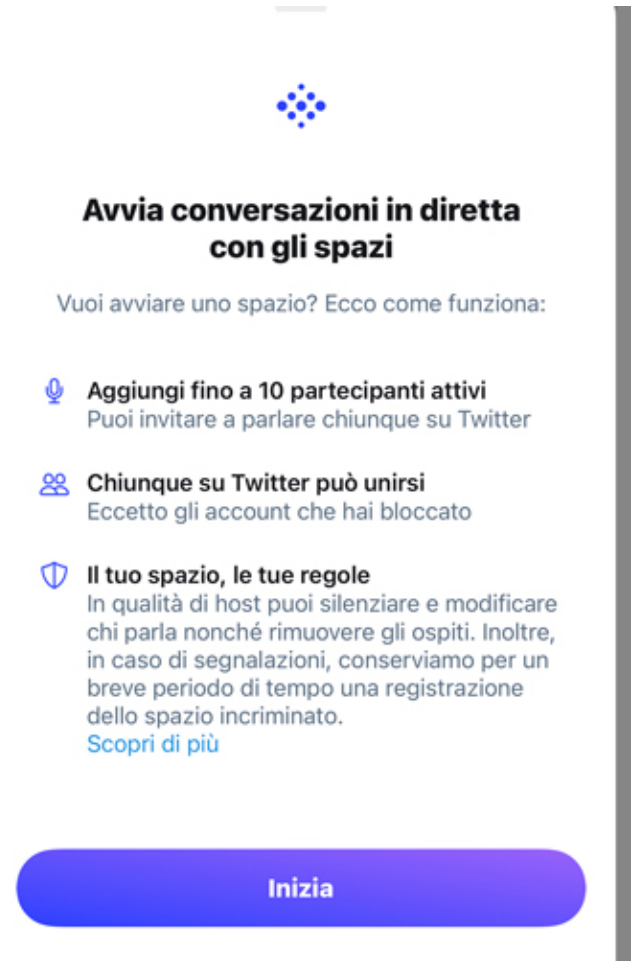 Avvia conversazioni in diretta
con gli spazi
Vuoi avviare uno spazio? Ecco come funziona:
Aggiungi fino a 10 partecipanti attivi
Puoi invitare a parlare chiunque su Twitter
Chiunque su Twitter può unirsi
Eccetto gli account che hai bloccato
Il tuo spazio, le tue regole
In qualità di host puoi silenziare e modificare
chi parla nonché rimuovere gli ospiti. Inoltre,
in caso di segnalazioni, conserviamo per un
breve periodo di tempo una registrazione
dello spazio incriminato.
Scopri di più
Inizia